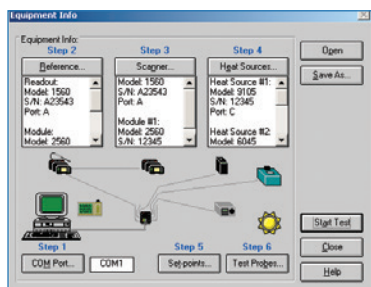 Equipment Info
Equipment Info:
Step 2
Step 3
Step 4
Reference...
Scanner...
Heat Sources...
Open
Save As...
Readout:
Model: 1560
S/N: A23543
Port: A
Module:
Model: 2560
Model: 1560
S/N: A23543
Port: A
Module #1:
Model: 2560
S/N: 12345
Heat Source #1:
Model: 9105
S/N: 12345
Port: C
Heat Source #2:
Model: 6045
Step 1
Step 5
Step 6
COM Port...
COM1
Set-points...
Test Probes...
Start Test
Close
Help